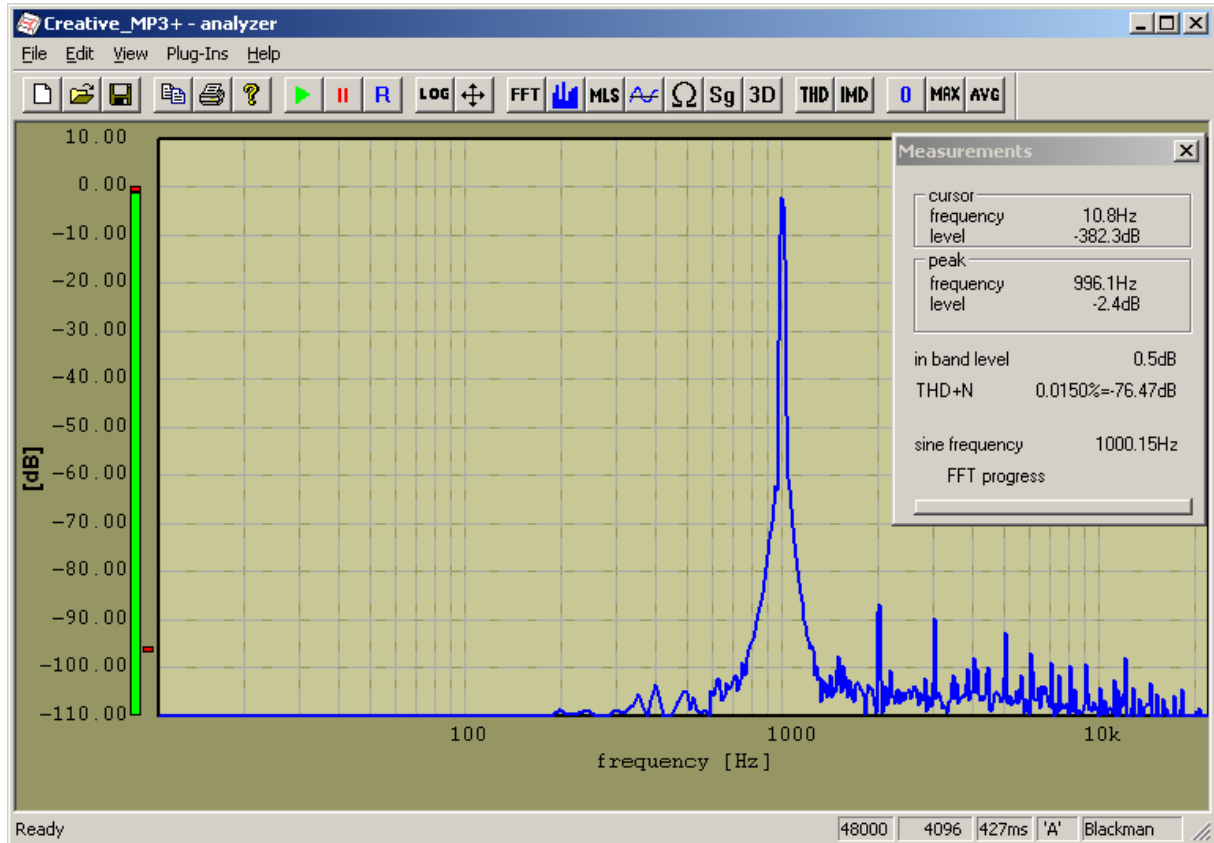 Creative_MP3+ - analyzer
File Edit View Plug-Ins Help
R LOG FFT MLS Ω Sg 3D THD IMD 0 MAX AVG
10.00
0.00
-10.00
-20.00
-30.00
-40.00
-50.00
-60.00
-70.00
-80.00
-90.00
-100.00
-110.00
[dB]
100 1000 10k
frequency [Hz]
Measurements
cursor
frequency 10.8Hz
level -382.3dB
peak
frequency 996.1Hz
level -2.4dB
in band level 0.5dB
THD+N 0.0150%=-76.47dB
sine frequency 1000.15Hz
FFT progress
Ready 48000 4096 427ms 'A' Blackman